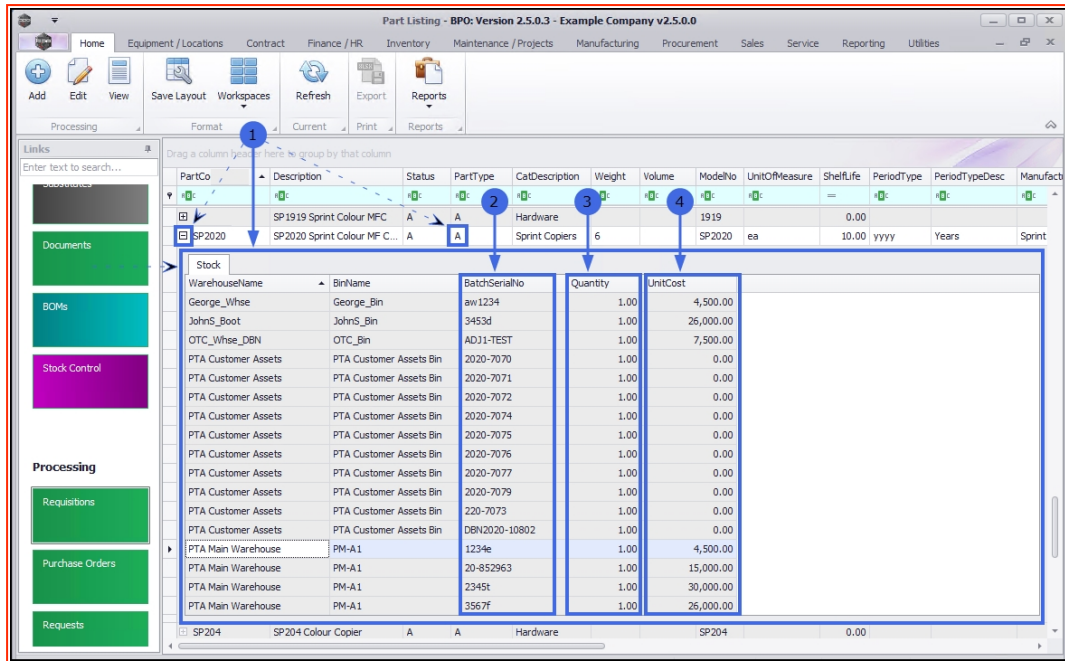 Part Listing - BPO: Version 2.5.0.3 - Example Company v2.5.0.0
Home Equipment / Locations Contract Finance / HR Inventory Maintenance / Projects Manufacturing Procurement Sales Service Reporting Utilities
Add Edit View Save Layout Workspaces Refresh Export Reports
Processing Format Current Print Reports
1
Links
Enter text to search...
Drag a column header here to group by that column
PartCo Description Status PartType CatDescription Weight Volume ModelNo UnitOfMeasure ShelfLife PeriodType PeriodTypeDesc Manufact
Substitutes
2 3 4
SP1919 Sprint Colour MFC A A Hardware 1919 0.00
SP2020 SP2020 Sprint Colour MF C... A A Sprint Copiers 6 SP2020 ea 10.00 yyyy Years Sprint
Documents
Stock
WarehouseName BinName BatchSerialNo Quantity UnitCost
George_Whse George_Bin aw1234 1.00 4,500.00
BOMs
JohnS_Boot JohnS_Bin 3453d 1.00 26,000.00
OTC_Whse_DBN OTC_Bin ADJ1-TEST 1.00 7,500.00
PTA Customer Assets PTA Customer Assets Bin 2020-7070 1.00 0.00
Stock Control
PTA Customer Assets PTA Customer Assets Bin 2020-7071 1.00 0.00
PTA Customer Assets PTA Customer Assets Bin 2020-7072 1.00 0.00
PTA Customer Assets PTA Customer Assets Bin 2020-7074 1.00 0.00
PTA Customer Assets PTA Customer Assets Bin 2020-7075 1.00 0.00
PTA Customer Assets PTA Customer Assets Bin 2020-7076 1.00 0.00
Processing
PTA Customer Assets PTA Customer Assets Bin 2020-7077 1.00 0.00
PTA Customer Assets PTA Customer Assets Bin 2020-7079 1.00 0.00
Requisitions
PTA Customer Assets PTA Customer Assets Bin 220-7073 1.00 0.00
PTA Customer Assets PTA Customer Assets Bin DBN2020-10802 1.00 0.00
PTA Main Warehouse PM-A1 1234e 1.00 4,500.00
Purchase Orders
PTA Main Warehouse PM-A1 20-852963 1.00 15,000.00
PTA Main Warehouse PM-A1 2345t 1.00 30,000.00
PTA Main Warehouse PM-A1 3567f 1.00 26,000.00
Requests
SP204 SP204 Colour Copier A A Hardware SP204 0.00